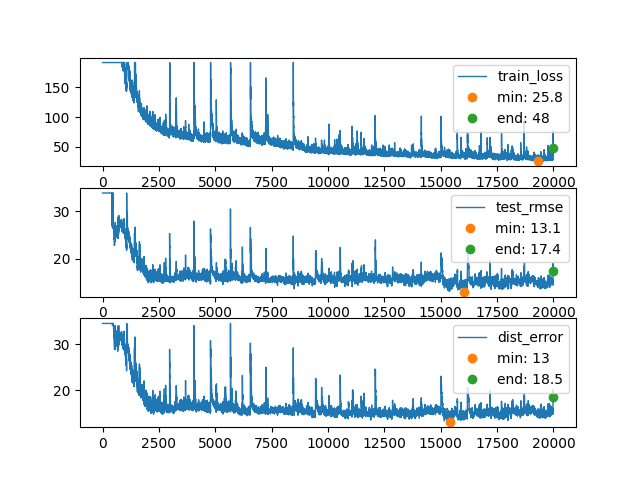 train_loss
min: 25.8
end: 48
150
100
50
0 2500 5000 7500 10000 12500 15000 17500 20000
test_rmse
min: 13.1
end: 17.4
30
20
0 2500 5000 7500 10000 12500 15000 17500 20000
dist_error
min: 13
end: 18.5
30
20
0 2500 5000 7500 10000 12500 15000 17500 20000